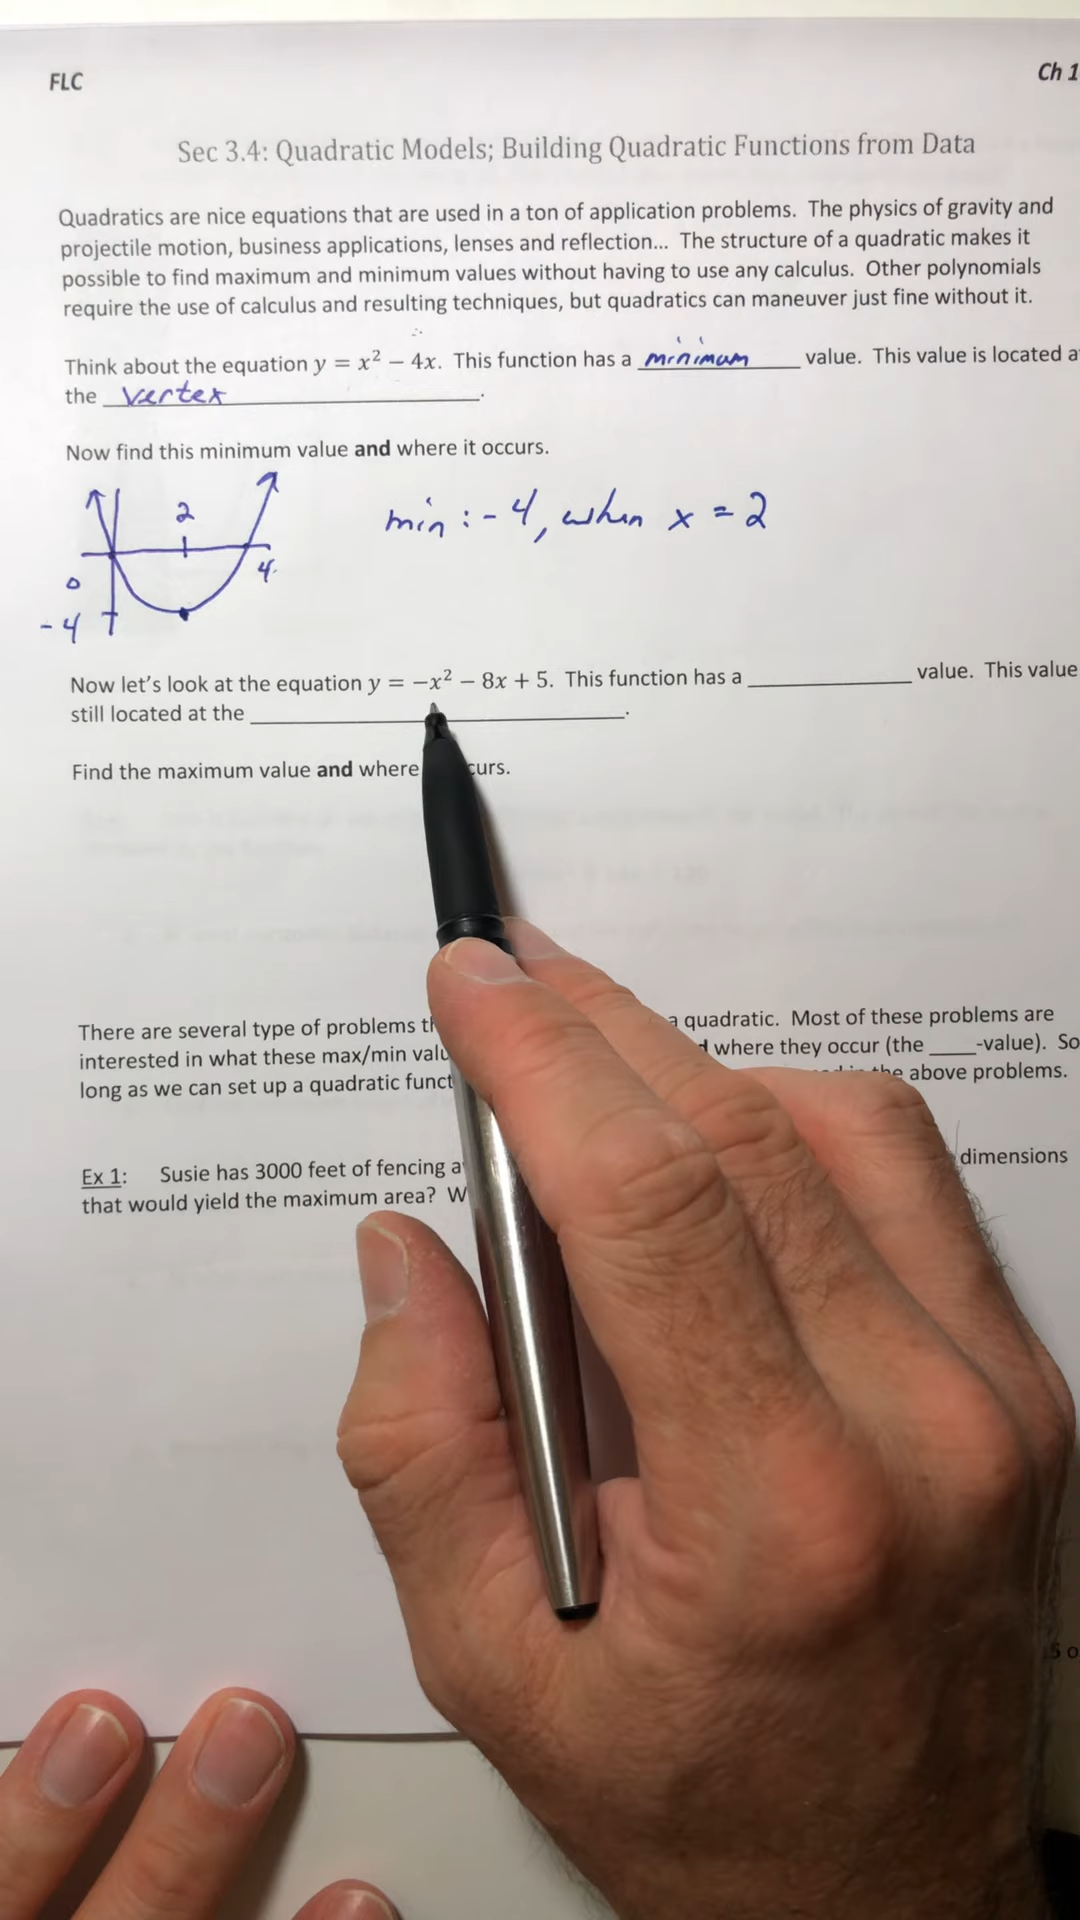 FLC
Ch 1
Sec 3.4: Quadratic Models; Building Quadratic Functions from Data
Quadratics are nice equations that are used in a ton of application problems. The physics of gravity and
projectile motion, business applications, lenses and reflection... The structure of a quadratic makes it
possible to find maximum and minimum values without having to use any calculus. Other polynomials
require the use of calculus and resulting techniques, but quadratics can maneuver just fine without it.
Think about the equation y = x² − 4x. This function has a minimum value. This value is located a
the vertex.
Now find this minimum value and where it occurs.
2
min : -4, when x = 2
0
4
-4
Now let's look at the equation y = −x² − 8x + 5. This function has a ____________ value. This value
still located at the ____________.
Find the maximum value and where curs.
There are several type of problems a quadratic. Most of these problems are
interested in what these max/min where they occur (the ____-value). So
long as we can set up a quadratic the above problems.
Ex 1: Susie has 3000 feet of fencing dimensions
that would yield the maximum area?